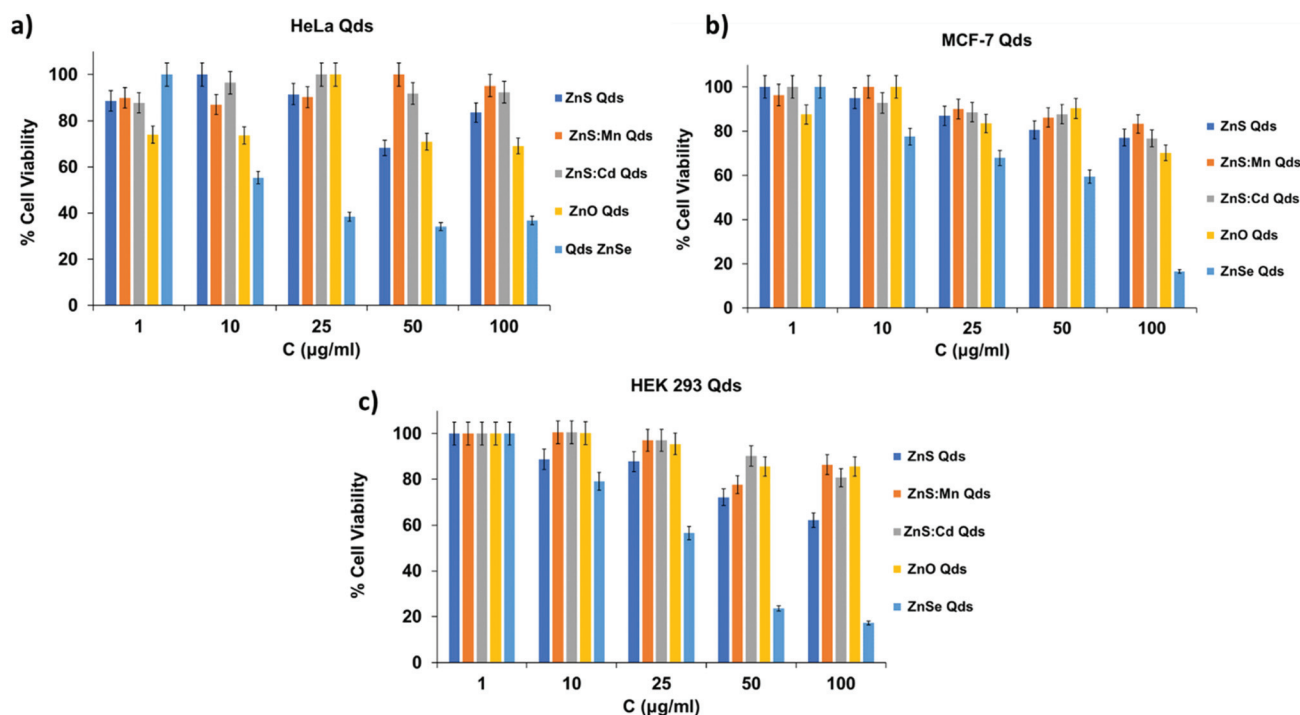 a)
HeLa Qds
% Cell Viability
100
80
60
40
20
0
1 10 25 50 100
C (µg/ml)
ZnS Qds
ZnS:Mn Qds
ZnS:Cd Qds
ZnO Qds
Qds ZnSe
b)
MCF-7 Qds
% Cell Viability
100
80
60
40
20
0
1 10 25 50 100
C (µg/ml)
ZnS Qds
ZnS:Mn Qds
ZnS:Cd Qds
ZnO Qds
ZnSe Qds
c)
HEK 293 Qds
% Cell Viability
100
80
60
40
20
0
1 10 25 50 100
C (µg/ml)
ZnS Qds
ZnS:Mn Qds
ZnS:Cd Qds
ZnO Qds
ZnSe Qds